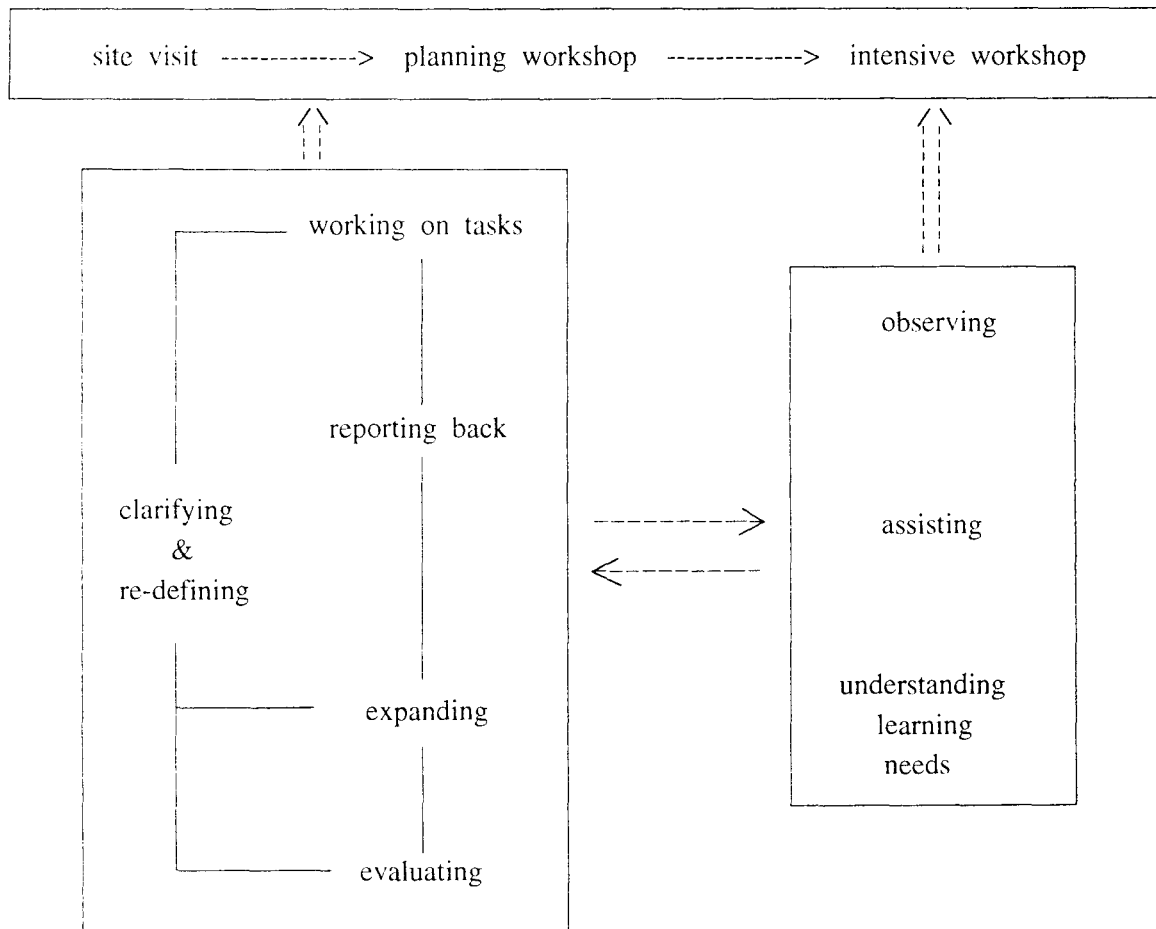 site visit -----------> planning workshop -----------> intensive workshop
working on tasks
reporting back
clarifying
&
re-defining
expanding
evaluating
observing
assisting
understanding
learning
needs